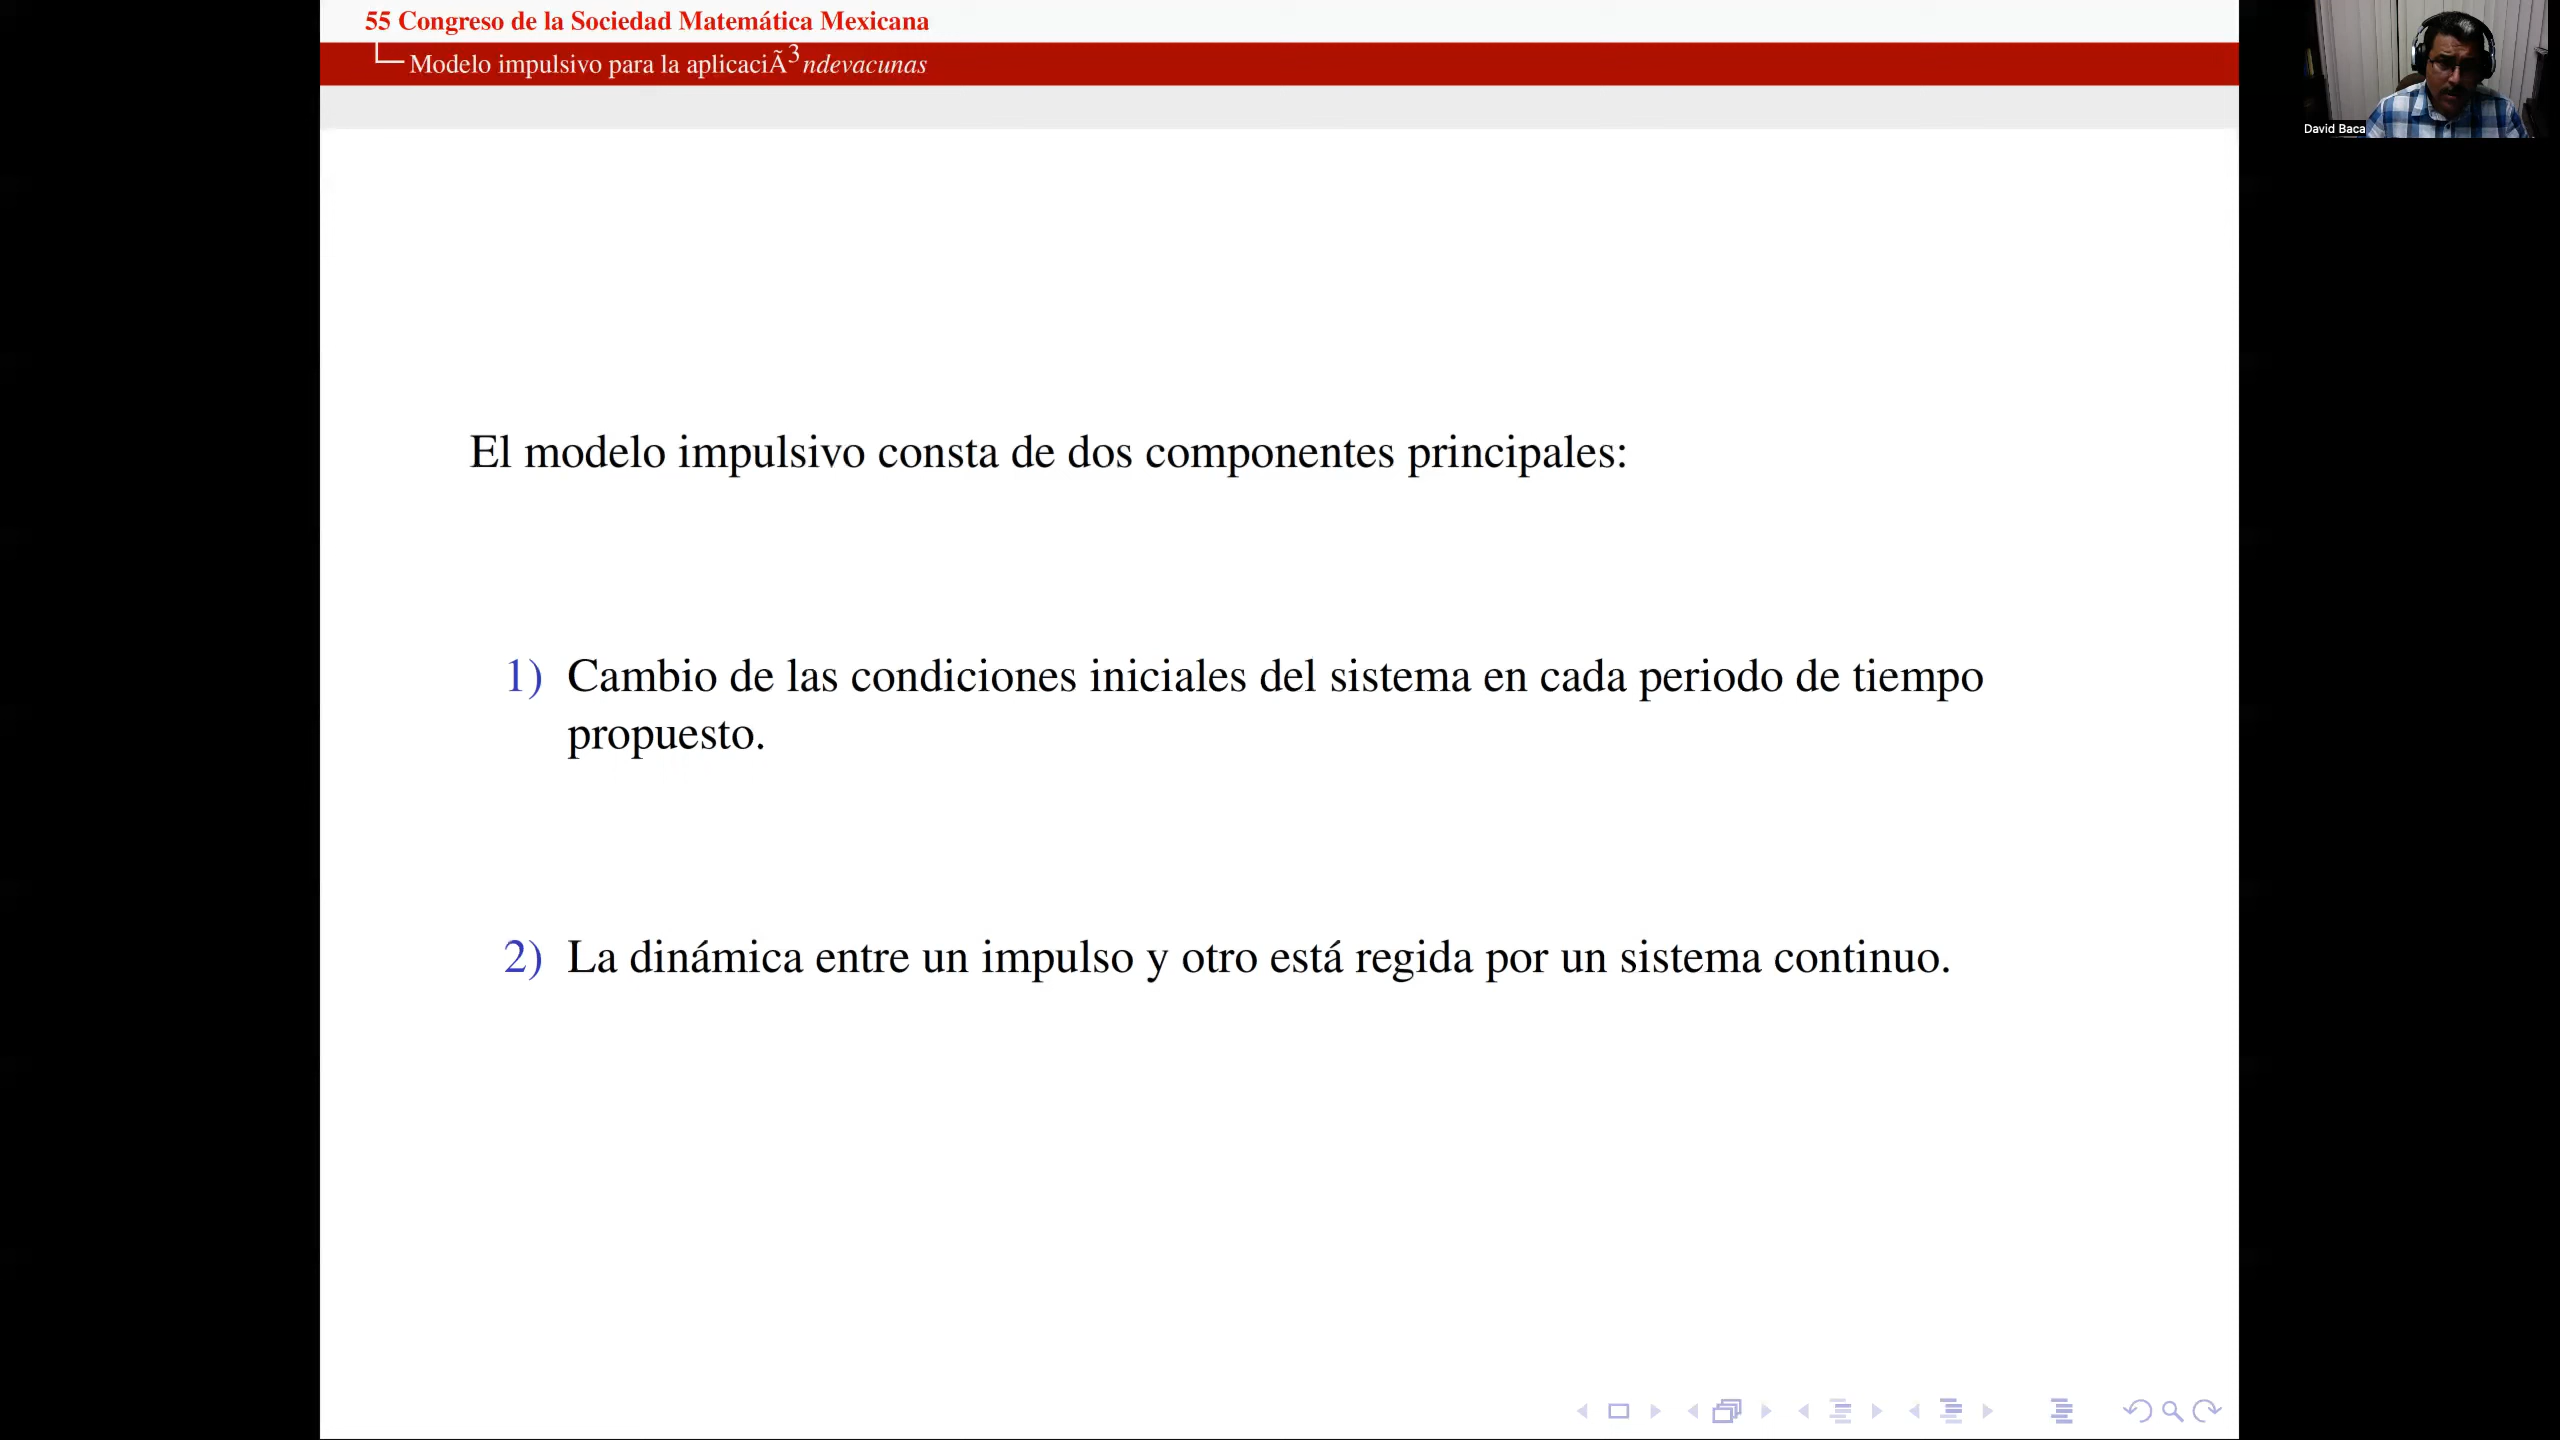 55 Congreso de la Sociedad Matemática Mexicana
Modelo impulsivo para la aplicaciÃ³ndevacunas
David Baca
El modelo impulsivo consta de dos componentes principales:
1) Cambio de las condiciones iniciales del sistema en cada periodo de tiempo
propuesto.
2) La dinámica entre un impulso y otro está regida por un sistema continuo.